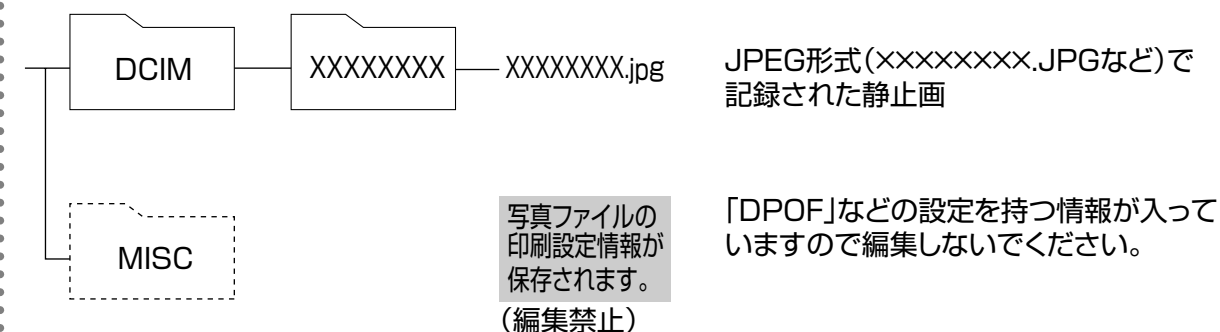 DCIM
XXXXXXXX
XXXXXXXX.jpg
JPEG形式（××××××××.JPGなど）で
記録された静止画
MISC
写真ファイルの
印刷設定情報が
保存されます。
（編集禁止）
「DPOF」などの設定を持つ情報が入って
いますので編集しないでください。